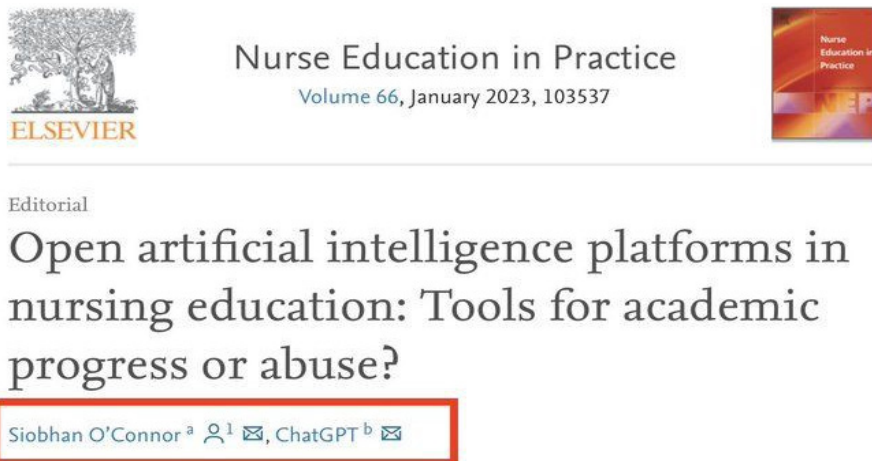 ELSEVIER
Nurse Education in Practice
Volume 66, January 2023, 103537
Nurse
Education in
Practice
NEP
Editorial
Open artificial intelligence platforms in
nursing education: Tools for academic
progress or abuse?
Siobhan O'Connor a 1, ChatGPT b